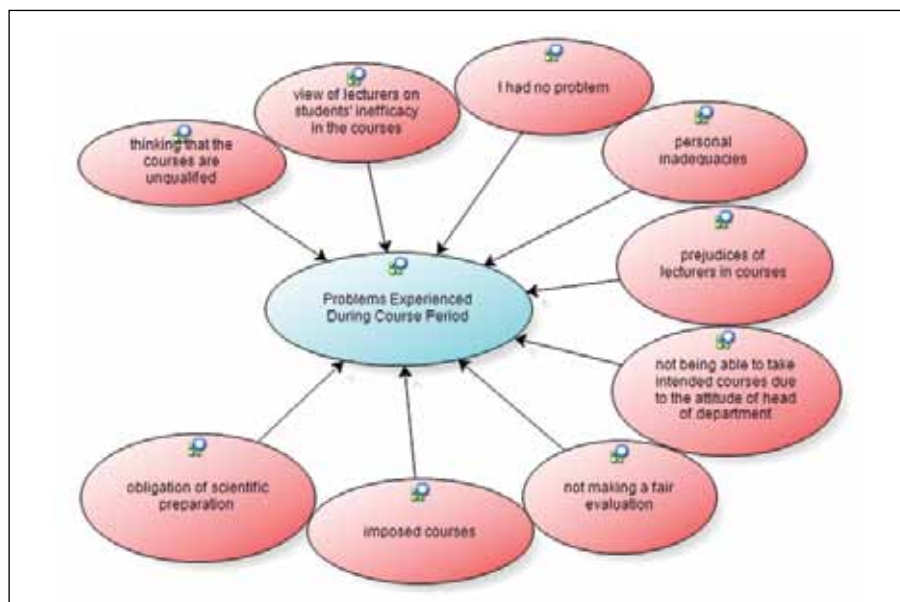 thinking that the
courses are
unqualifed
view of lecturers on
students' inefficacy
in the courses
I had no problem
personal
inadequacies
prejudices of
lecturers in courses
Problems Experienced
During Course Period
not being able to take
intended courses due
to the attitude of head
of department
not making a fair
evaluation
imposed courses
obligation of scientific
preparation